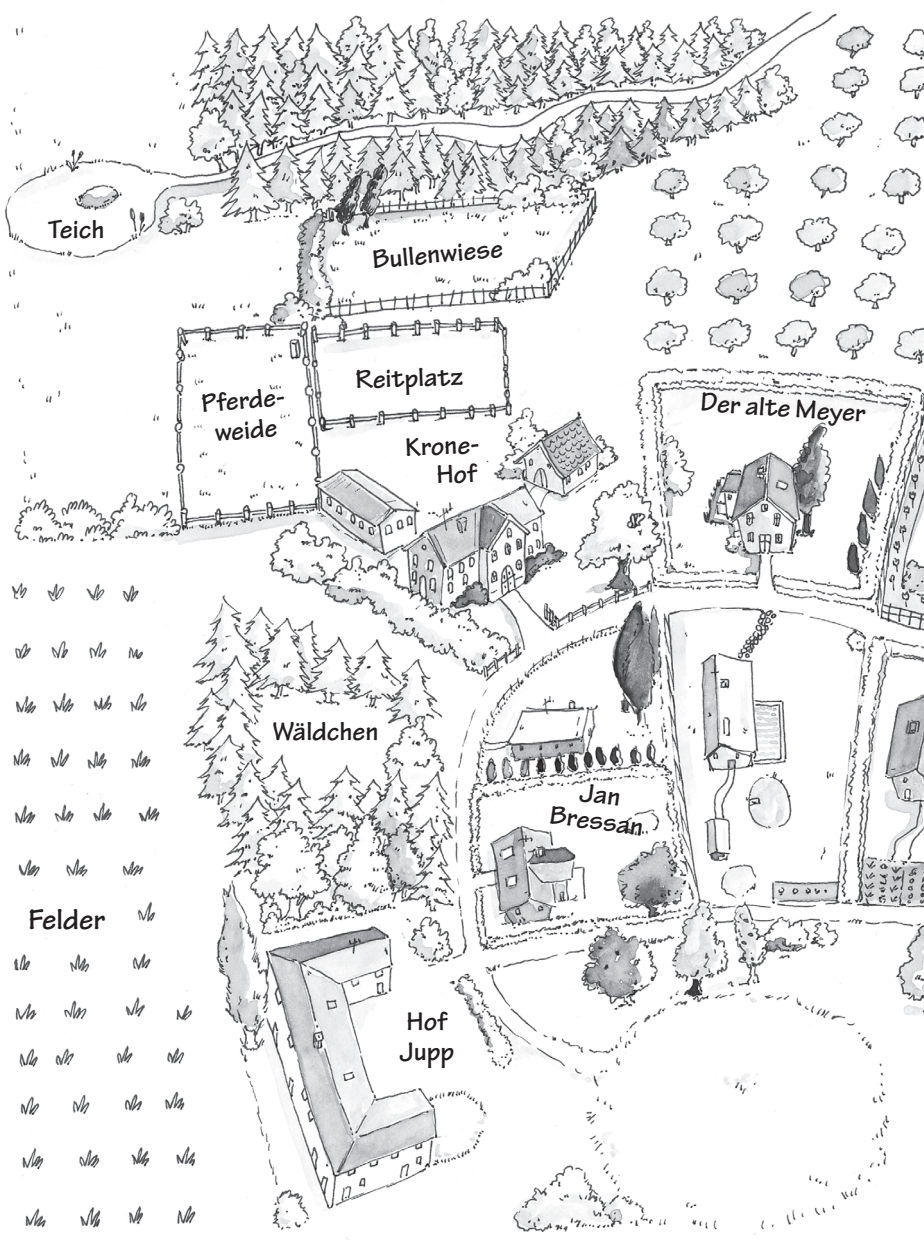 Teich
Bullenwiese
Pferde-
weide
Reitplatz
Krone-
Hof
Der alte Meyer
Wäldchen
Jan
Bressan
Felder
Hof
Jupp